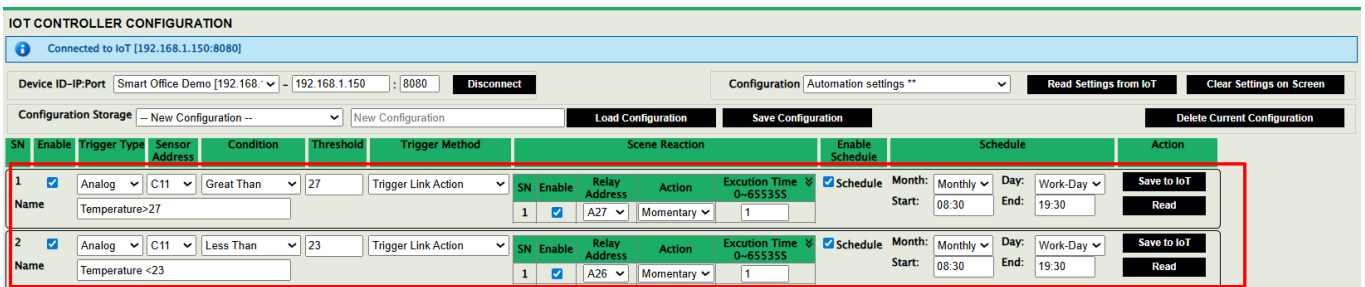 IOT CONTROLLER CONFIGURATION
Connected to IoT [192.168.1.150:8080]
Device ID-IP:Port Smart Office Demo [192.168. – 192.168.1.150 : 8080 Disconnect Configuration Automation settings ** Read Settings from IoT Clear Settings on Screen
Configuration Storage -- New Configuration -- New Configuration Load Configuration Save Configuration Delete Current Configuration
SN Enable Trigger Type Sensor Address Condition Threshold Trigger Method Scene Reaction Enable Schedule Schedule Action
1 Analog C11 Great Than 27 Trigger Link Action SN Enable Relay Address Action Excution Time 0~65535S Schedule Month: Monthly Day: Work-Day Save to IoT
Name Temperature>27 1 A27 Momentary 1 Start: 08:30 End: 19:30 Read
2 Analog C11 Less Than 23 Trigger Link Action SN Enable Relay Address Action Excution Time 0~65535S Schedule Month: Monthly Day: Work-Day Save to IoT
Name Temperature <23 1 A26 Momentary 1 Start: 08:30 End: 19:30 Read